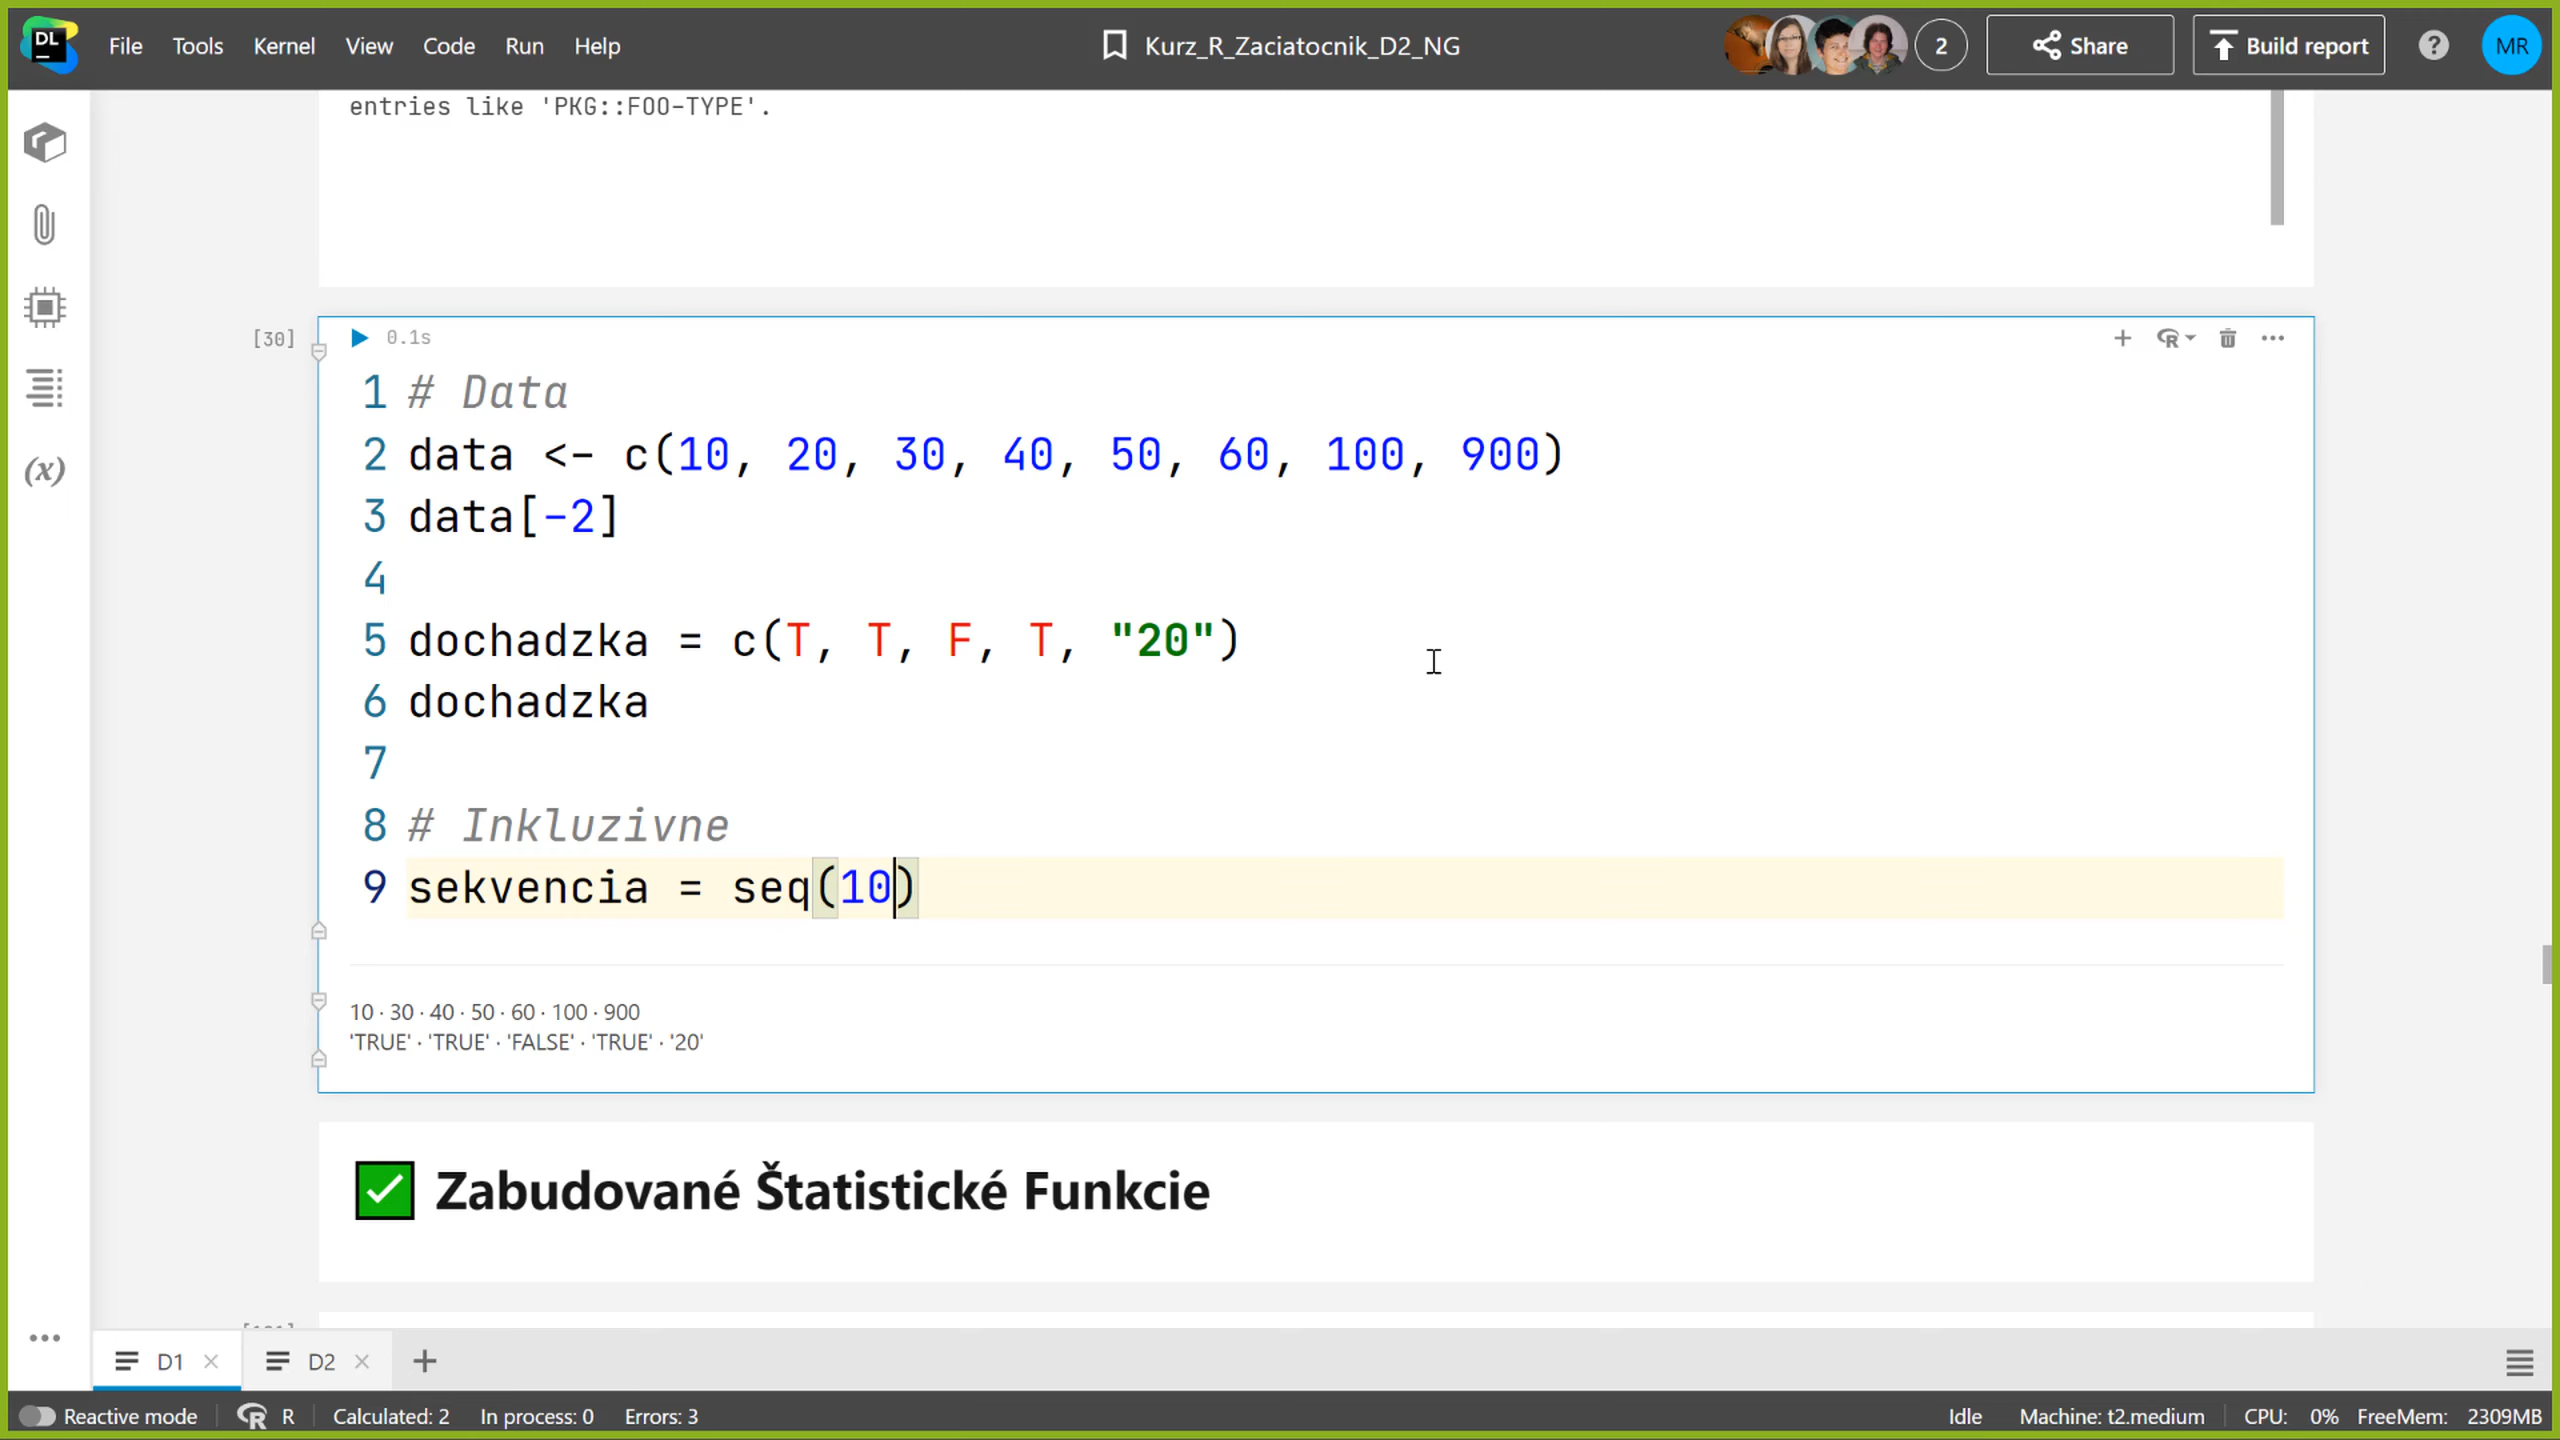 DL File Tools Kernel View Code Run Help Kurz_R_Zaciatocnik_D2_NG 2 Share Build report ? MR
entries like 'PKG::FOO-TYPE'.
[30] 0.1s
1 # Data
2 data <- c(10, 20, 30, 40, 50, 60, 100, 900)
3 data[-2]
4
5 dochadzka = c(T, T, F, T, "20")
6 dochadzka
7
8 # Inkluzivne
9 sekvencia = seq(10)
10 · 30 · 40 · 50 · 60 · 100 · 900
'TRUE' · 'TRUE' · 'FALSE' · 'TRUE' · '20'
✅ Zabudované Štatistické Funkcie
D1 D2
Reactive mode R Calculated: 2 In process: 0 Errors: 3 Idle Machine: t2.medium CPU: 0% FreeMem: 2309MB